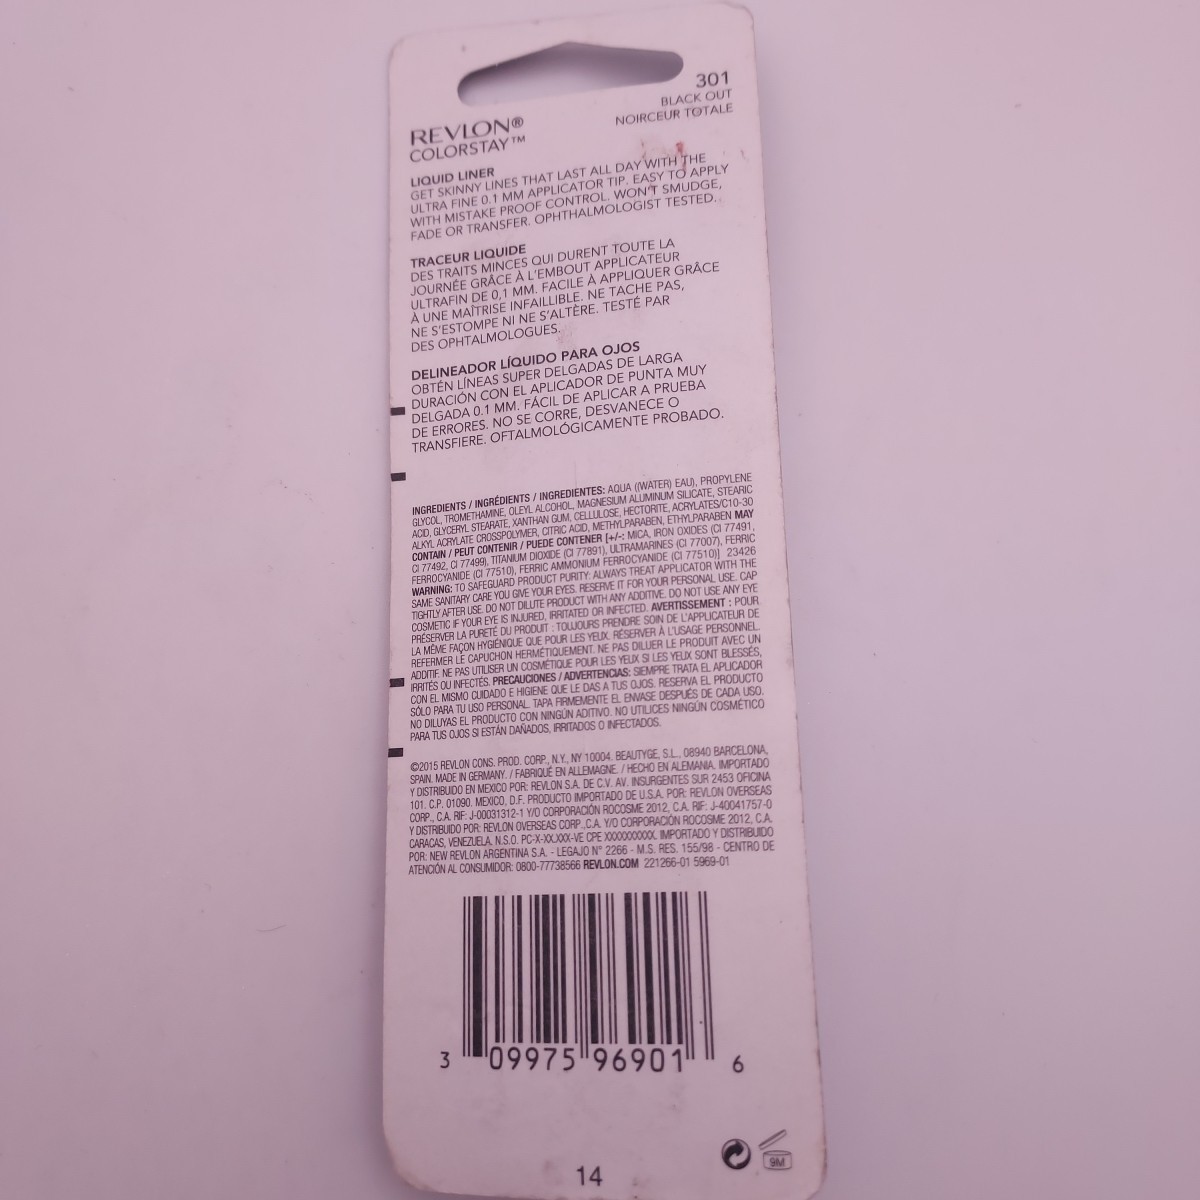 301
BLACK OUT
NOIRCEUR TOTALE
REVLON®
COLORSTAY™
LIQUID LINER
GET SKINNY LINES THAT LAST ALL DAY WITH THE
ULTRA FINE 0.1 MM APPLICATOR TIP. EASY TO APPLY
WITH MISTAKE PROOF CONTROL. WON'T SMUDGE,
FADE OR TRANSFER. OPHTHALMOLOGIST TESTED.
TRACEUR LIQUIDE
DES TRAITS MINCES QUI DURENT TOUTE LA
JOURNÉE GRÂCE À L'EMBOUT APPLICATEUR
ULTRAFIN DE 0,1 MM. FACILE À APPLIQUER GRÂCE
À UNE MAÎTRISE INFAILLIBLE. NE TACHE PAS,
NE S'ESTOMPE NI NE S'ALTÈRE. TESTÉ PAR
DES OPHTALMOLOGUES.
DELINEADOR LÍQUIDO PARA OJOS
OBTÉN LÍNEAS SUPER DELGADAS DE LARGA
DURACIÓN CON EL APLICADOR DE PUNTA MUY
DELGADA 0.1 MM. FÁCIL DE APLICAR A PRUEBA
DE ERRORES. NO SE CORRE, DESVANECE O
TRANSFIERE. OFTALMOLÓGICAMENTE PROBADO.
INGREDIENTS / INGRÉDIENTS / INGREDIENTES: AQUA ((WATER) EAU), PROPYLENE
GLYCOL, TROMETHAMINE, OLEYL ALCOHOL, MAGNESIUM ALUMINUM SILICATE, STEARIC
ACID, GLYCERYL STEARATE, XANTHAN GUM, CELLULOSE, HECTORITE, ACRYLATES/C10-30
ALKYL ACRYLATE CROSSPOLYMER, CITRIC ACID, METHYLPARABEN, ETHYLPARABEN MAY
CONTAIN / PEUT CONTENIR / PUEDE CONTENER [+/-: MICA, IRON OXIDES (CI 77491,
CI 77492, CI 77499), TITANIUM DIOXIDE (CI 77891), ULTRAMARINES (CI 77007), FERRIC
FERROCYANIDE (CI 77510), FERRIC AMMONIUM FERROCYANIDE (CI 77510)] 23426
WARNING: TO SAFEGUARD PRODUCT PURITY: ALWAYS TREAT APPLICATOR WITH THE
SAME SANITARY CARE YOU GIVE YOUR EYES. RESERVE IT FOR YOUR PERSONAL USE. CAP
TIGHTLY AFTER USE. DO NOT DILUTE PRODUCT WITH ANY ADDITIVE. DO NOT USE ANY EYE
COSMETIC IF YOUR EYE IS INJURED, IRRITATED OR INFECTED. AVERTISSEMENT : POUR
PRÉSERVER LA PURETÉ DU PRODUIT : TOUJOURS PRENDRE SOIN DE L'APPLICATEUR DE
LA MÊME FAÇON HYGIÉNIQUE QUE POUR LES YEUX. RÉSERVER À L'USAGE PERSONNEL.
REFERMER LE CAPUCHON HERMÉTIQUEMENT. NE PAS DILUER LE PRODUIT AVEC UN
ADDITIF. NE PAS UTILISER UN COSMÉTIQUE POUR LES YEUX SI LES YEUX SONT BLESSÉS,
IRRITÉS OU INFECTÉS. PRECAUCIONES / ADVERTENCIAS: SIEMPRE TRATA EL APLICADOR
CON EL MISMO CUIDADO E HIGIENE QUE LE DAS A TUS OJOS. RESERVA EL PRODUCTO
SÓLO PARA TU USO PERSONAL. TAPA FIRMEMENTE EL ENVASE DESPUÉS DE CADA USO.
NO DILUYAS EL PRODUCTO CON NINGÚN ADITIVO. NO UTILICES NINGÚN COSMÉTICO
PARA TUS OJOS SI ESTÁN DAÑADOS, IRRITADOS O INFECTADOS.
©2015 REVLON CONS. PROD. CORP., N.Y., NY 10004. BEAUTYGE, S.L., 08940 BARCELONA,
SPAIN. MADE IN GERMANY. / FABRIQUÉ EN ALLEMAGNE. / HECHO EN ALEMANIA. IMPORTADO
Y DISTRIBUIDO EN MEXICO POR: REVLON S.A. DE C.V. AV. INSURGENTES SUR 2453 OFICINA
101. C.P. 01090. MEXICO, D.F. PRODUCTO IMPORTADO DE U.S.A. POR: REVLON OVERSEAS
CORP., C.A. RIF: J-00031312-1 Y/O CORPORACIÓN ROCOSME 2012, C.A. RIF: J-40041757-0
Y DISTRIBUIDO POR: REVLON OVERSEAS CORP.,C.A. Y/O CORPORACIÓN ROCOSME 2012, C.A.
CARACAS, VENEZUELA. N.S.O. PC-X-XX.XXX-VE CPE XXXXXXXXXX. IMPORTADO Y DISTRIBUIDO
POR: NEW REVLON ARGENTINA S.A. - LEGAJO N° 2266 - M.S. RES. 155/98 - CENTRO DE
ATENCIÓN AL CONSUMIDOR: 0800-77738566 REVLON.COM 221266-01 5969-01
3 09975 96901 6
9M
14